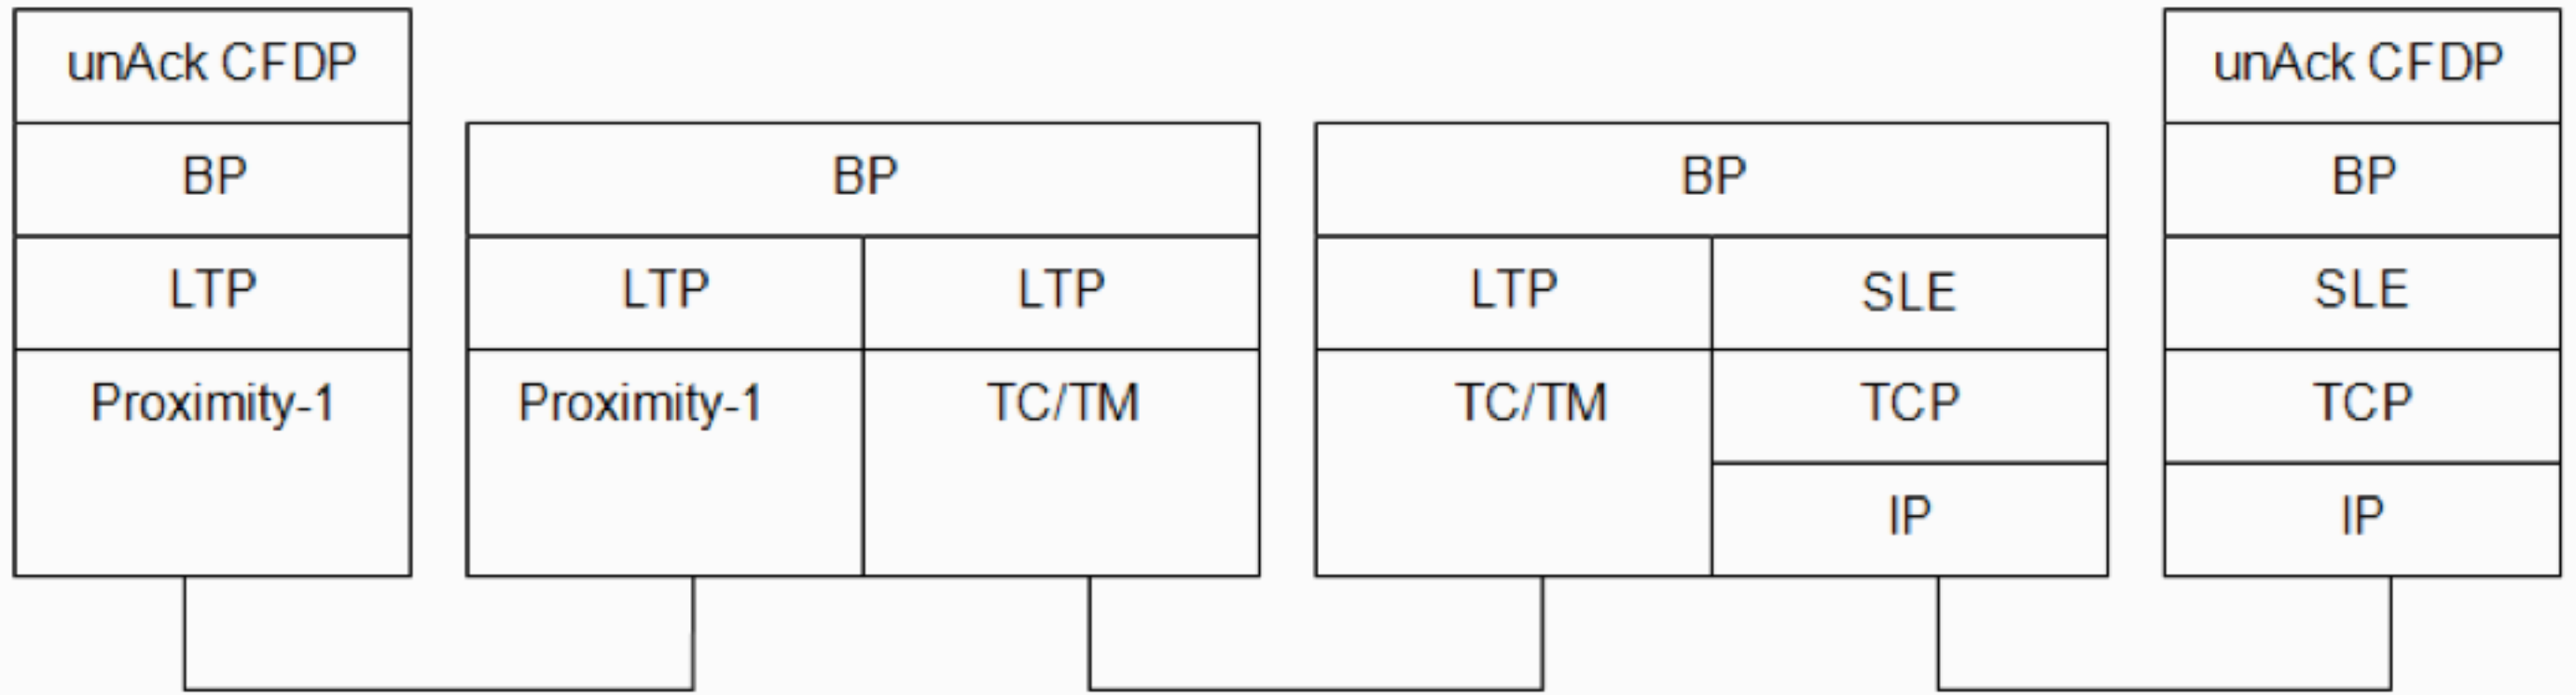 unAck CFDP
BP
LTP
Proximity-1
BP
LTP
LTP
Proximity-1
TC/TM
BP
LTP
SLE
TC/TM
TCP
IP
unAck CFDP
BP
SLE
TCP
IP